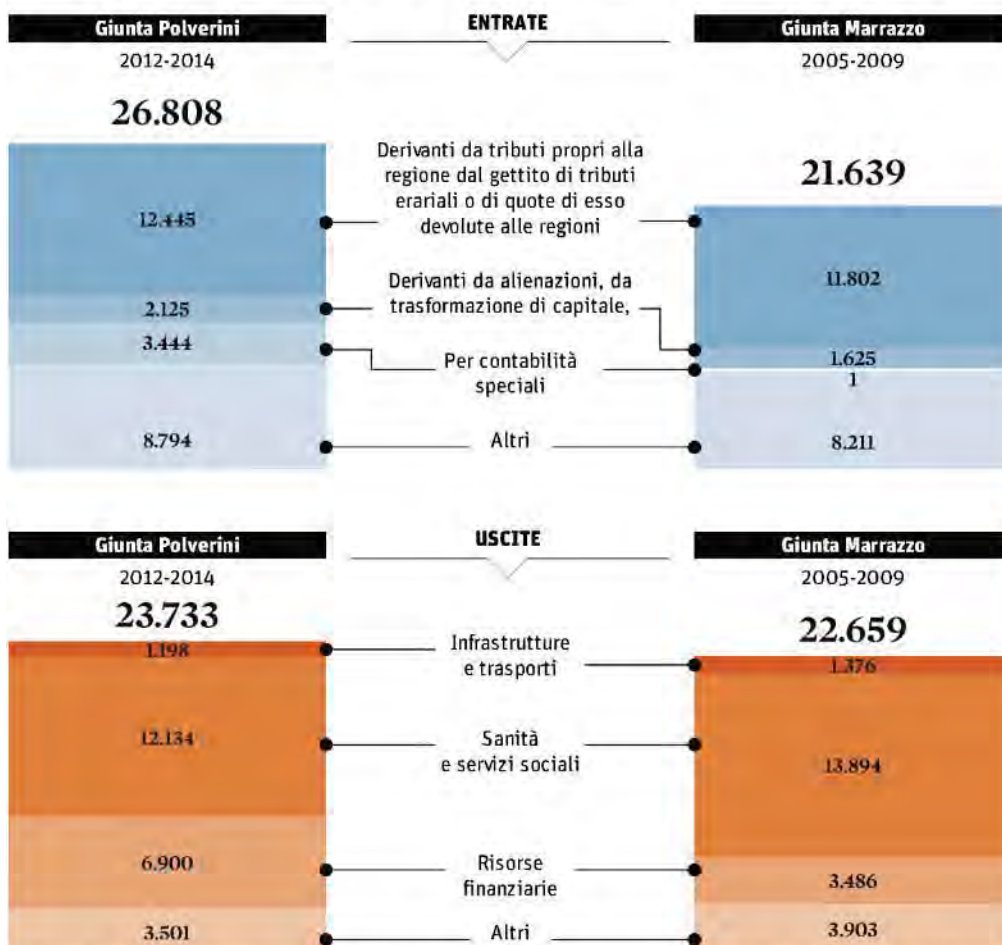 ENTRATE
Giunta Polverini
2012-2014
26.808
12.445
2.125
3.444
8.794
Derivanti da tributi propri alla
regione dal gettito di tributi
erariali o di quote di esso
devolute alle regioni
Derivanti da alienazioni, da
trasformazione di capitale,
Per contabilità
speciali
Altri
Giunta Marrazzo
2005-2009
21.639
11.802
1.625
1
8.211
USCITE
Giunta Polverini
2012-2014
23.733
1.198
12.134
6.900
3.501
Infrastrutture
e trasporti
Sanità
e servizi sociali
Risorse
finanziarie
Altri
Giunta Marrazzo
2005-2009
22.659
1.376
13.894
3.486
3.903